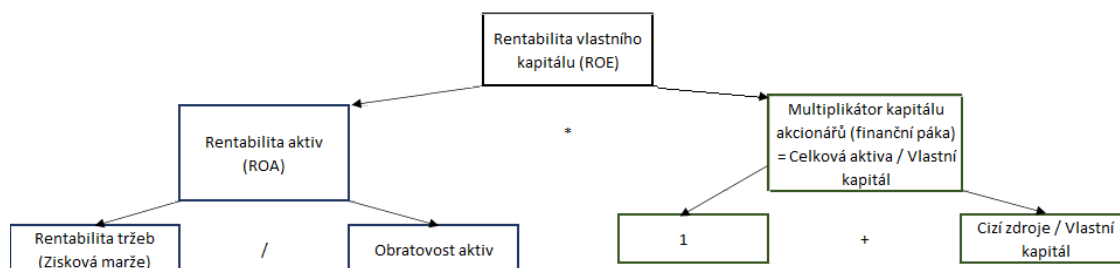 Rentabilita vlastního
kapitálu (ROE)
Rentabilita aktiv
(ROA)
*
Multiplikátor kapitálu
akcionářů (finanční páka)
= Celková aktiva / Vlastní
kapitál
Rentabilita tržeb
(Zisková marže)
/
Obratovost aktiv
1
+
Cizí zdroje / Vlastní
kapitál